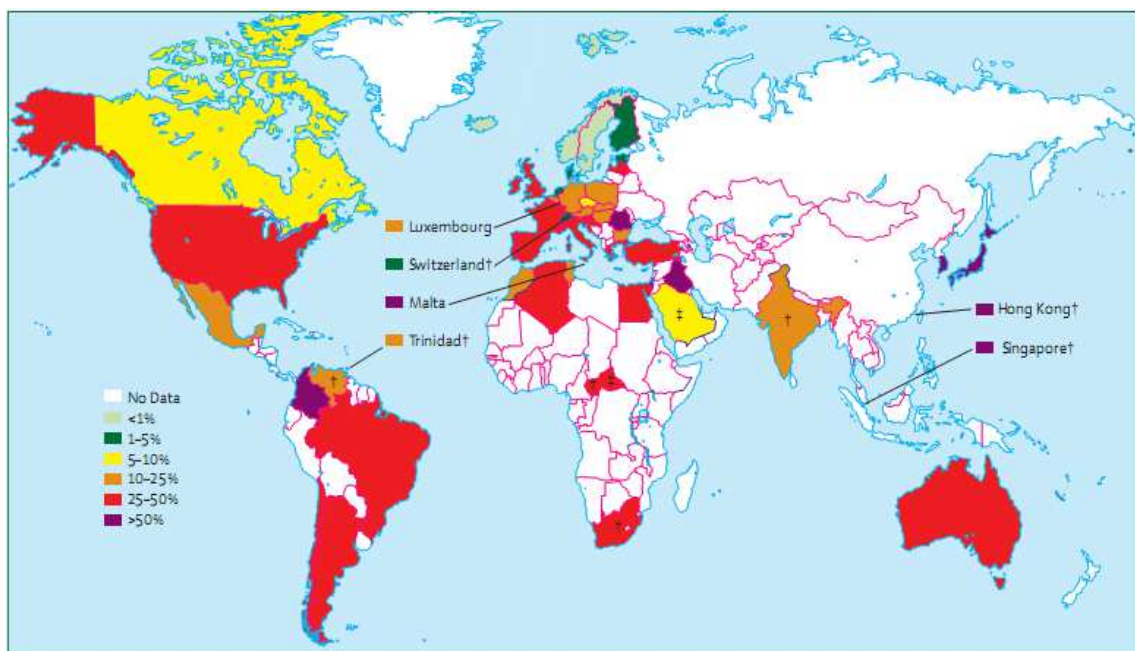 Luxembourg
Switzerland†
Malta
Trinidad†
Hong Kong†
Singapore†
†
‡
†
†
‡
†
No Data
<1%
1–5%
5–10%
10–25%
25–50%
>50%